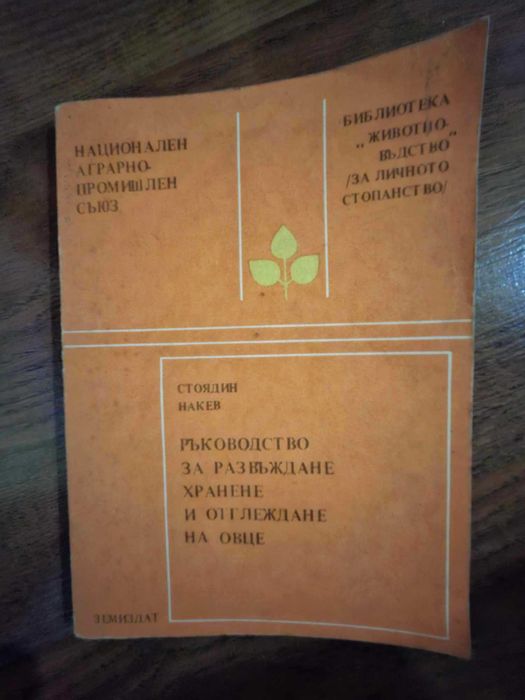 НАЦИОНАЛЕН
АГРАРНО-
ПРОМИШЛЕН
СЪЮЗ
БИБЛИОТЕКА
„ЖИВОТНО-
ВЪДСТВО“
/ЗА ЛИЧНОТО
СТОПАНСТВО/
СТОЯДИН
НАКЕВ
РЪКОВОДСТВО
ЗА РАЗВЪЖДАНЕ
ХРАНЕНЕ
И ОТГЛЕЖДАНЕ
НА ОВЦЕ
ЗЕМИЗДАТ